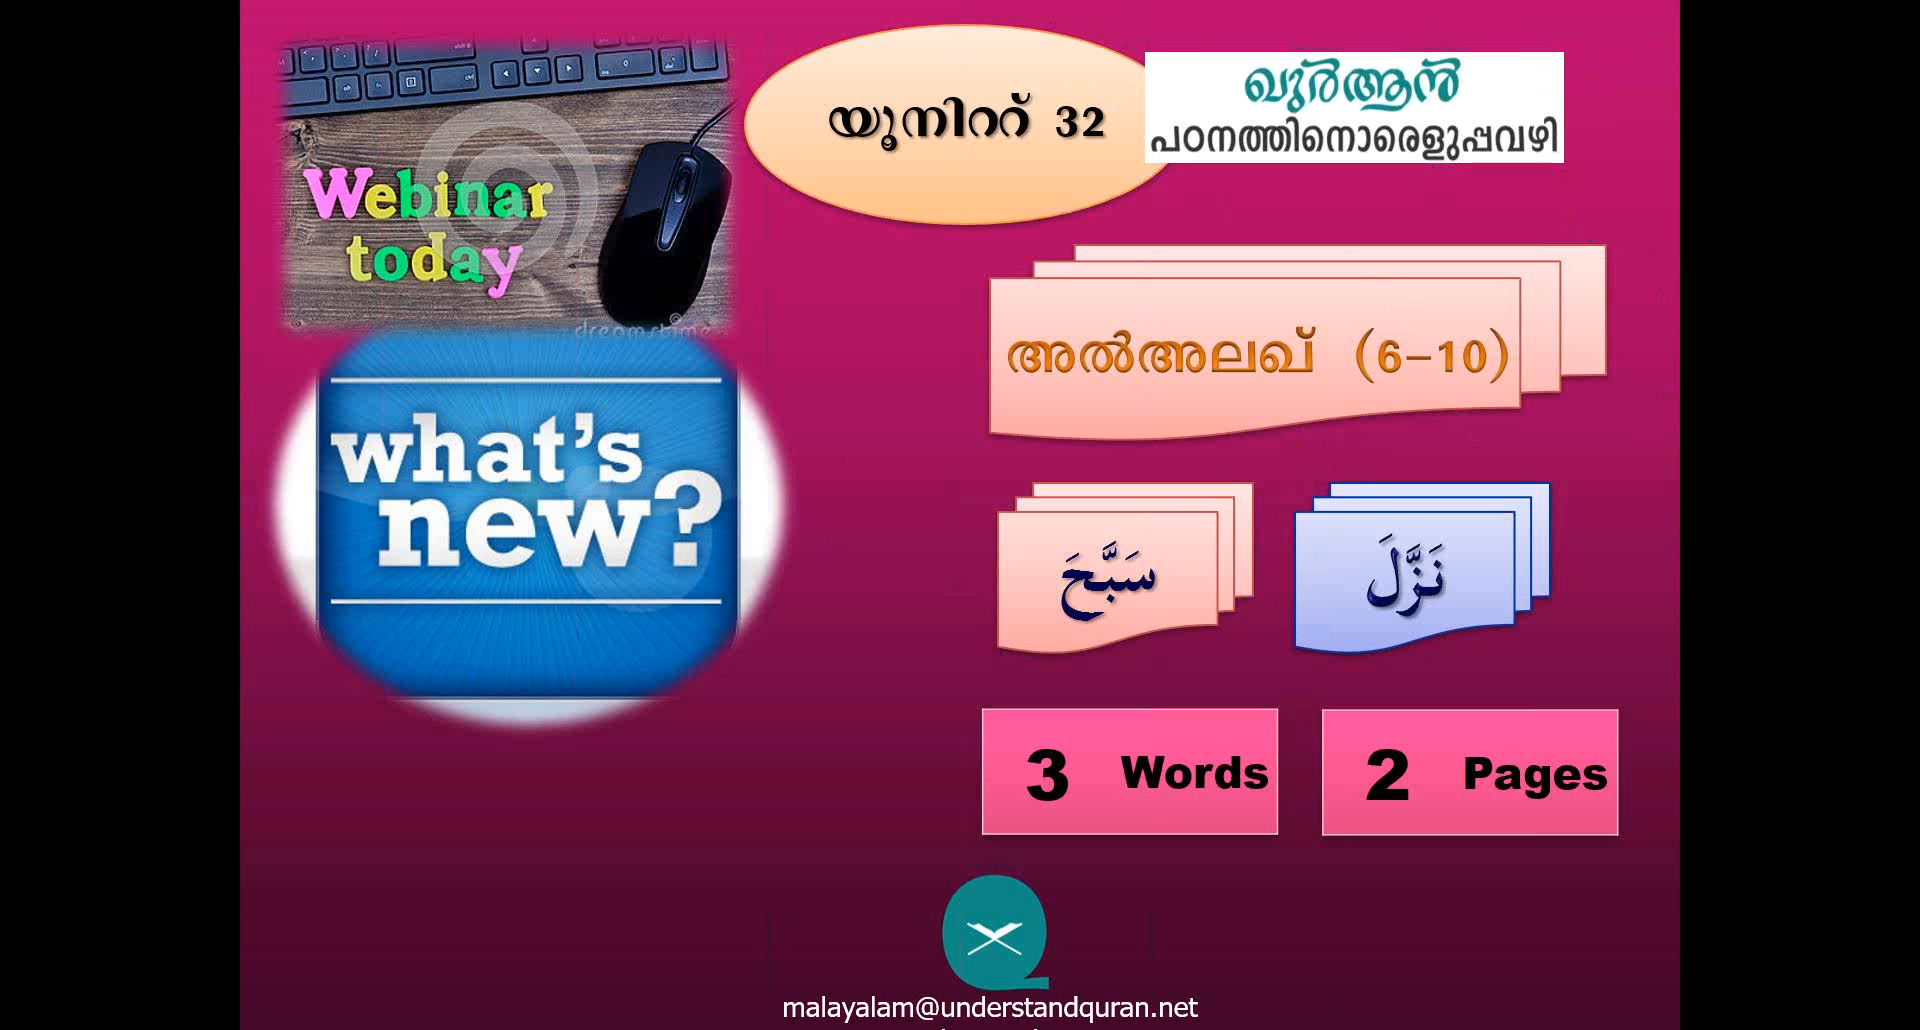 Webinar
today
dreamstime
what's
new?
യൂനിററ് 32
ഖുർആൻ
പഠനത്തിനൊരെളുപ്പവഴി
അൽഅലഖ് (6-10)
سَبَّحَ
نَزَّلَ
3 Words
2 Pages
malayalam@understandquran.net